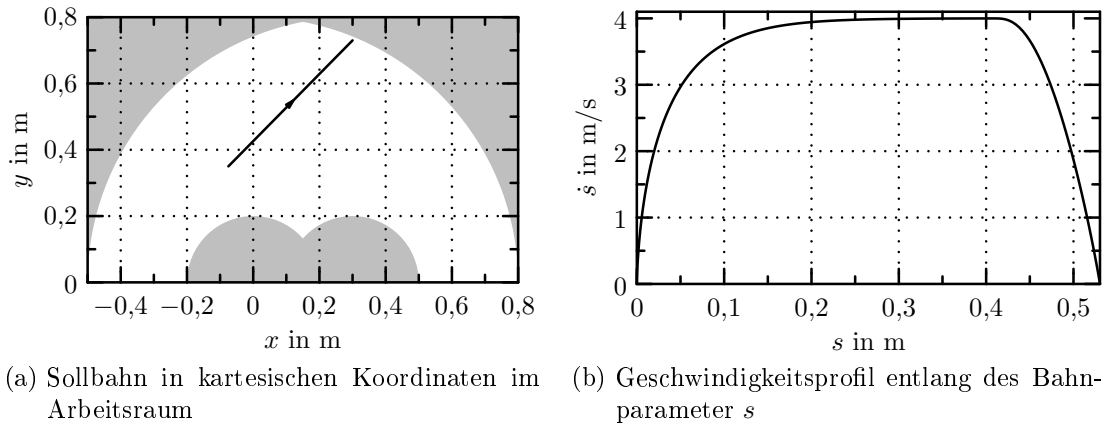 0,8
0,6
0,4
0,2
0
y in m
−0,4 −0,2 0 0,2 0,4 0,6 0,8
x in m
4
3
2
1
0
ṡ in m/s
0 0,1 0,2 0,3 0,4 0,5
s in m
(a) Sollbahn in kartesischen Koordinaten im
Arbeitsraum
(b) Geschwindigkeitsprofil entlang des Bahn-
parameter s